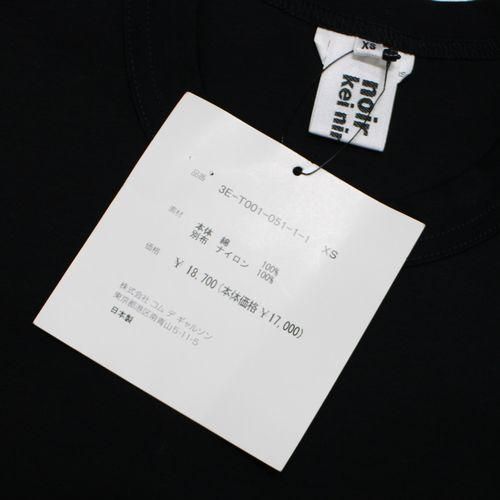 XS
noir
kei nin
品番 3E-T001-051-1-1 XS
素材 本体 綿 100%
別布 ナイロン 100%
価格 ¥ 18,700(本体価格¥17,000)
株式会社 コム デ ギャルソン
東京都港区南青山5-11-5
日本製